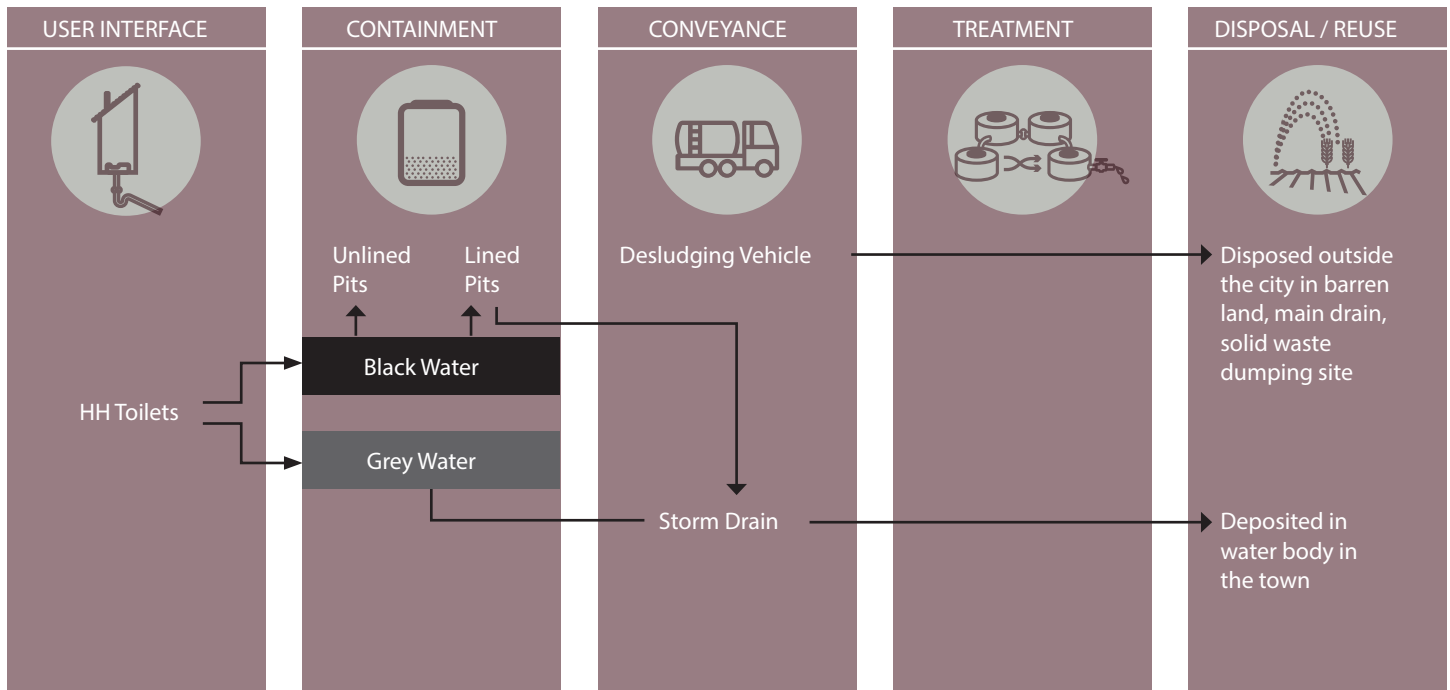 USER INTERFACE
CONTAINMENT
CONVEYANCE
TREATMENT
DISPOSAL / REUSE
HH Toilets
Unlined
Pits
Lined
Pits
Black Water
Grey Water
Desludging Vehicle
Storm Drain
Disposed outside
the city in barren
land, main drain,
solid waste
dumping site
Deposited in
water body in
the town